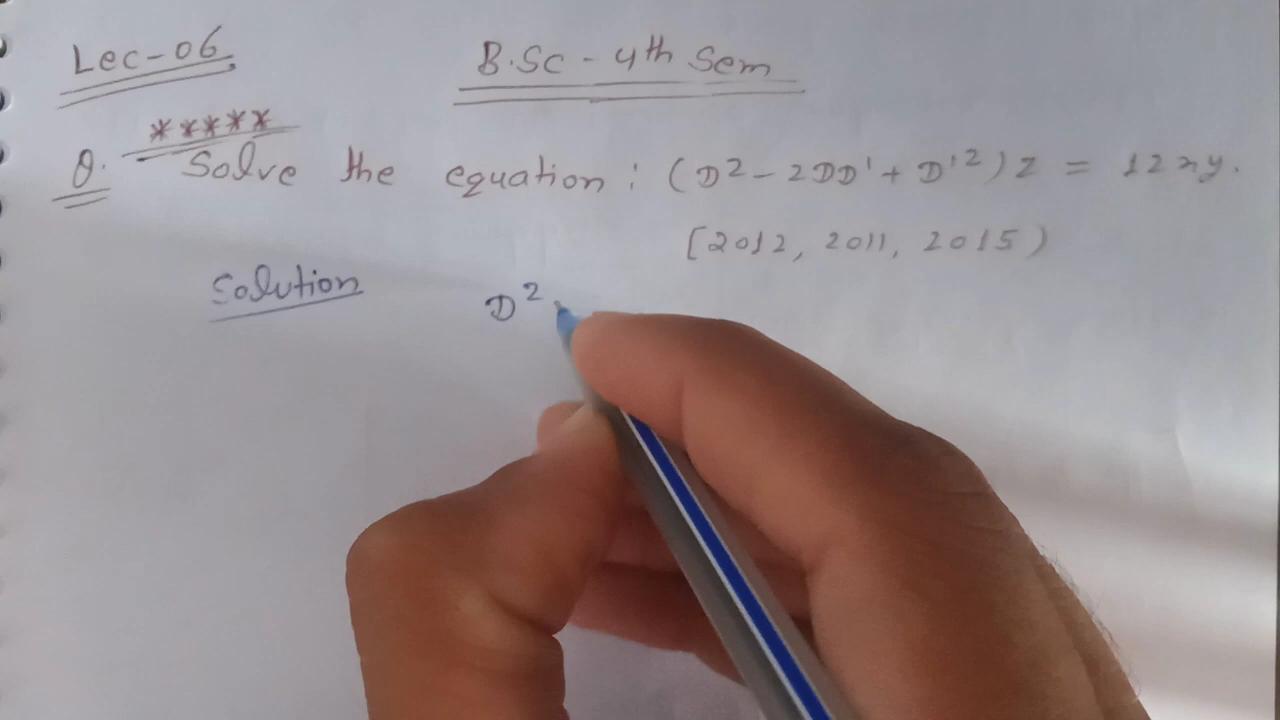 Lec-06
B.Sc - 4th Sem
*****
Q. Solve the equation : (D² - 2DD' + D'²) Z = 12xy.
[2012, 2011, 2015)
Solution
D²